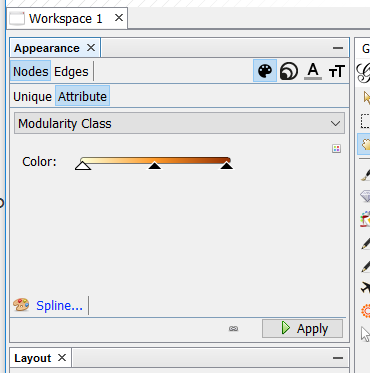 Workspace 1
Appearance
Nodes Edges
Unique Attribute
Modularity Class
Color:
Spline...
Apply
Layout